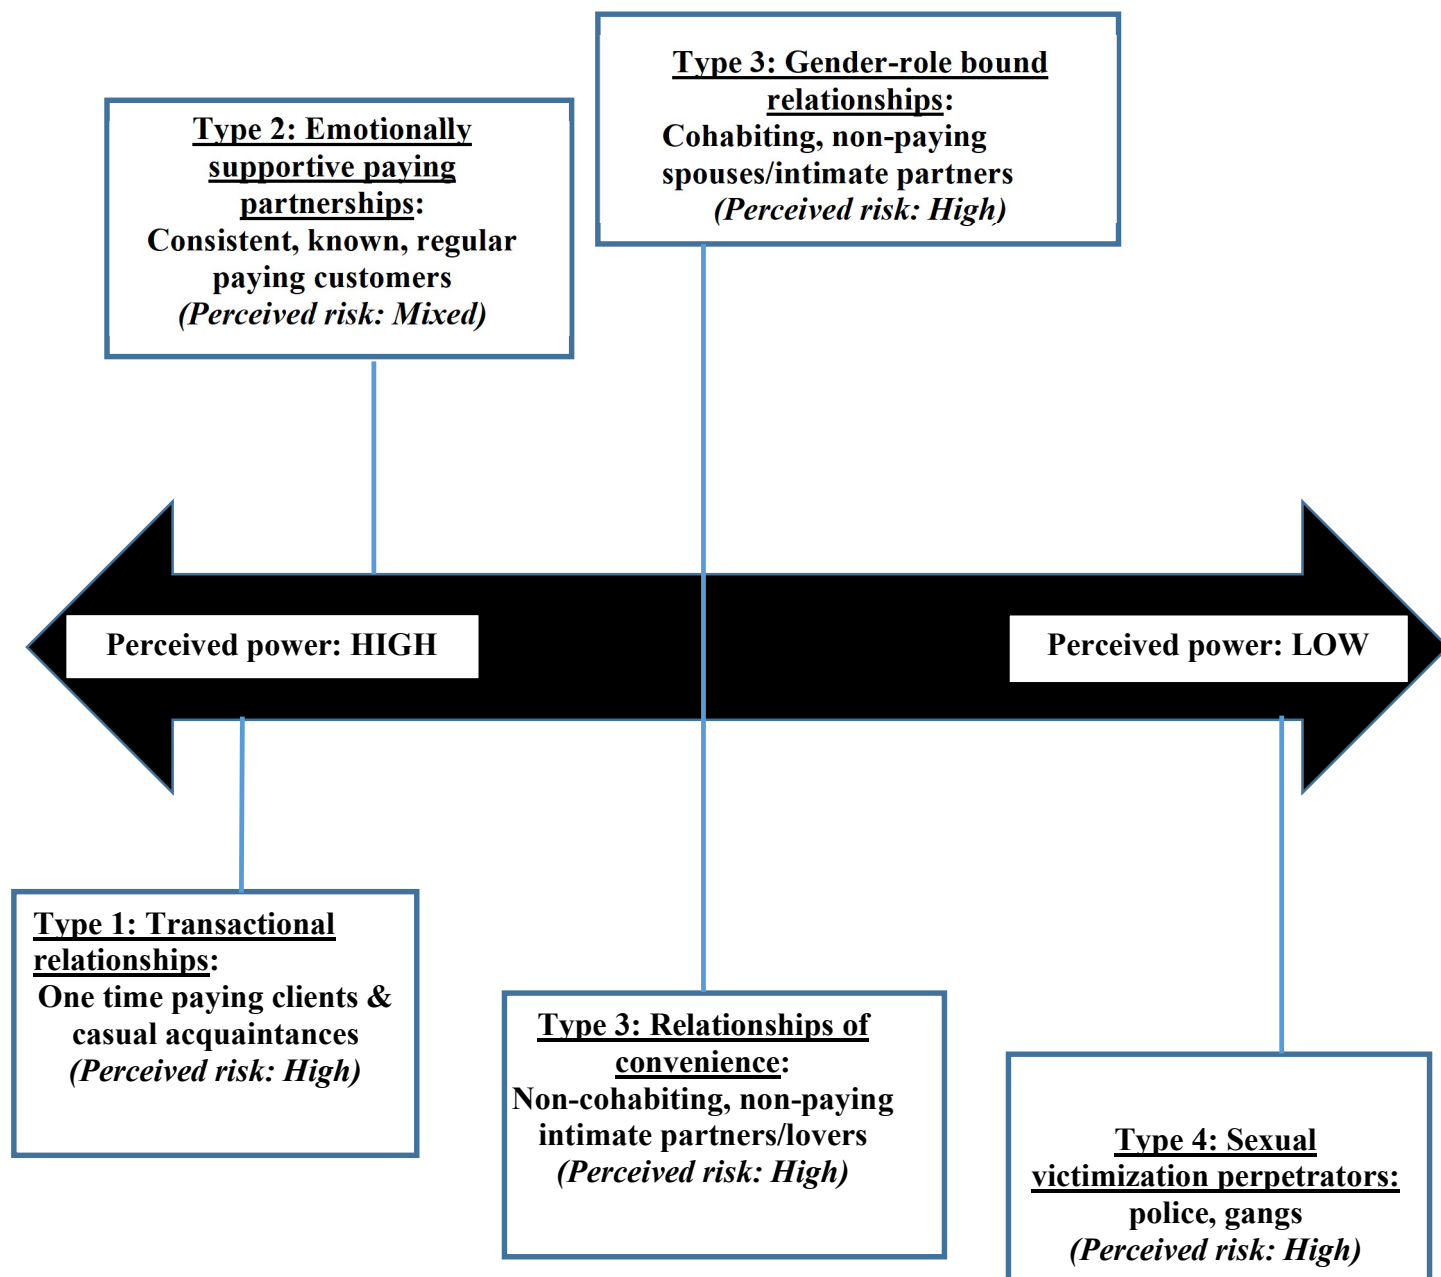 Type 3: Gender-role bound
relationships:
Cohabiting, non-paying
spouses/intimate partners
(Perceived risk: High)
Type 2: Emotionally
supportive paying
partnerships:
Consistent, known, regular
paying customers
(Perceived risk: Mixed)
Perceived power: HIGH
Perceived power: LOW
Type 1: Transactional
relationships:
One time paying clients &
casual acquaintances
(Perceived risk: High)
Type 3: Relationships of
convenience:
Non-cohabiting, non-paying
intimate partners/lovers
(Perceived risk: High)
Type 4: Sexual
victimization perpetrators:
police, gangs
(Perceived risk: High)